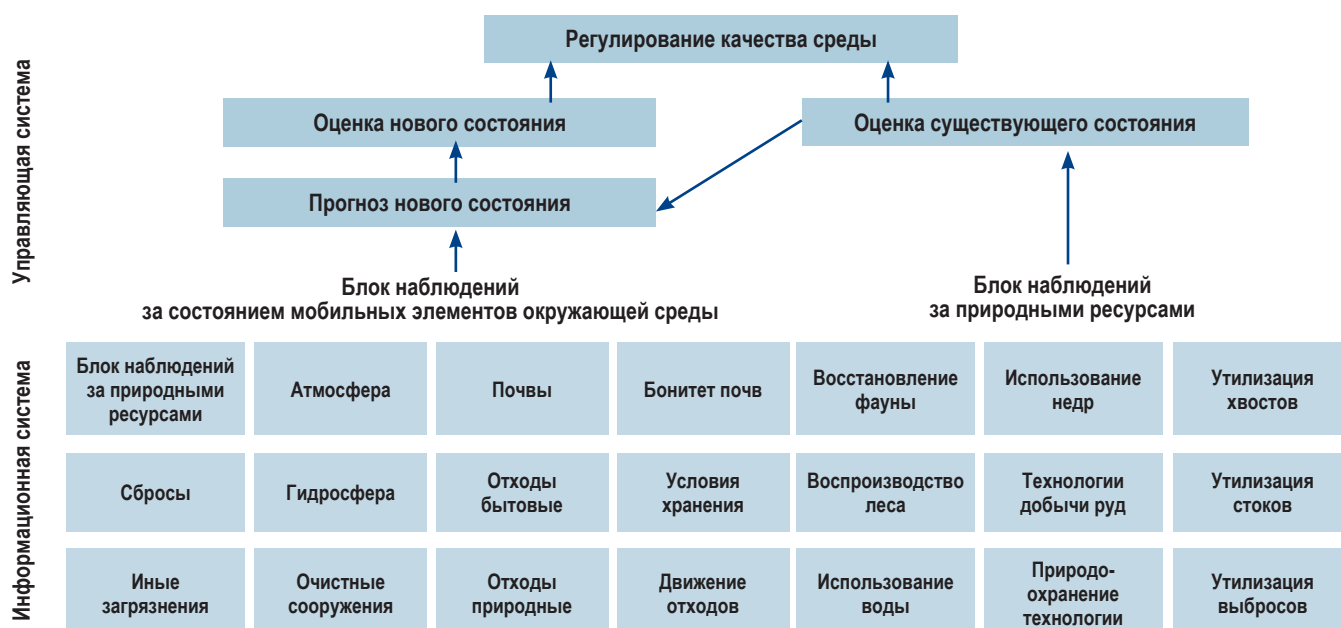 Управляющая система
Регулирование качества среды
Оценка нового состояния
Оценка существующего состояния
Прогноз нового состояния
Блок наблюдений
за состоянием мобильных элементов окружающей среды
Блок наблюдений
за природными ресурсами
Информационная система
Блок наблюдений
за природными
ресурсами
Атмосфера
Почвы
Бонитет почв
Восстановление
фауны
Использование
недр
Утилизация
хвостов
Сбросы
Гидросфера
Отходы
бытовые
Условия
хранения
Воспроизводство
леса
Технологии
добычи руд
Утилизация
стоков
Иные
загрязнения
Очистные
сооружения
Отходы
природные
Движение
отходов
Использование
воды
Природо-
охранение
технологии
Утилизация
выбросов